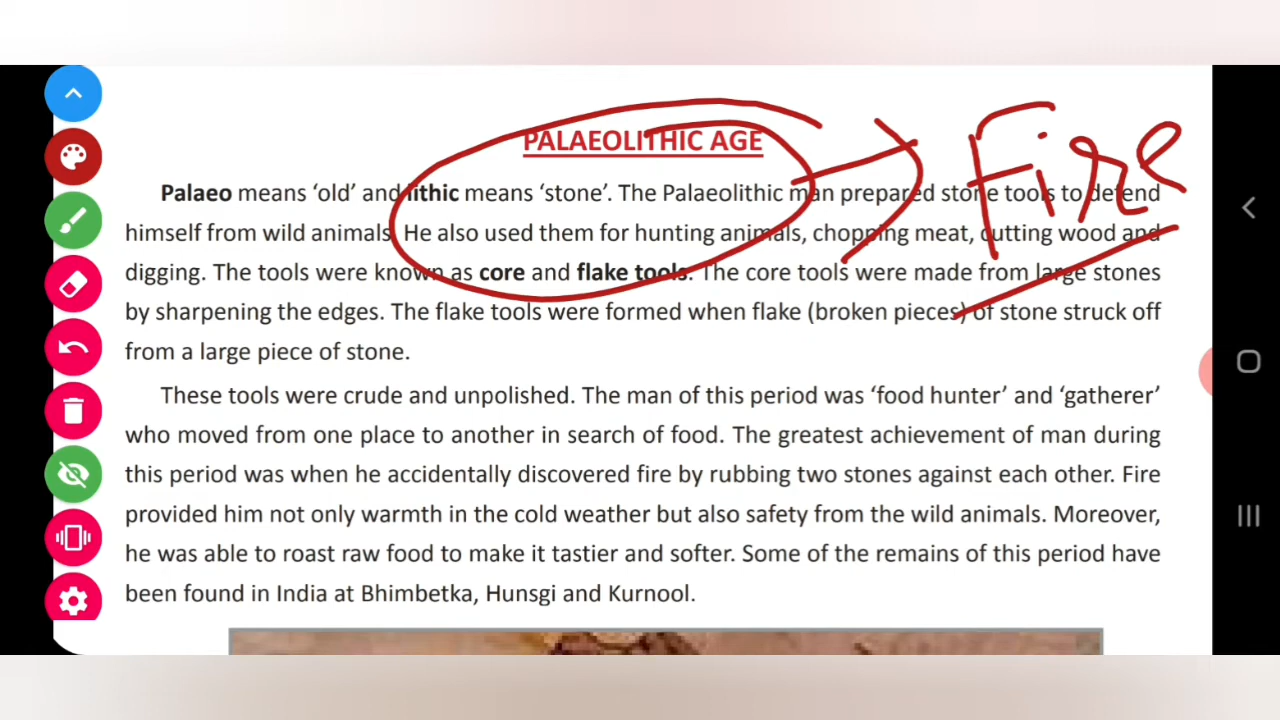 PALAEOLITHIC AGE
Fire
Palaeo means ‘old’ and lithic means ‘stone’. The Palaeolithic man prepared stone tools to defend
himself from wild animals. He also used them for hunting animals, chopping meat, cutting wood and
digging. The tools were known as core and flake tools. The core tools were made from large stones
by sharpening the edges. The flake tools were formed when flake (broken pieces) of stone struck off
from a large piece of stone.
These tools were crude and unpolished. The man of this period was ‘food hunter’ and ‘gatherer’
who moved from one place to another in search of food. The greatest achievement of man during
this period was when he accidentally discovered fire by rubbing two stones against each other. Fire
provided him not only warmth in the cold weather but also safety from the wild animals. Moreover,
he was able to roast raw food to make it tastier and softer. Some of the remains of this period have
been found in India at Bhimbetka, Hunsgi and Kurnool.